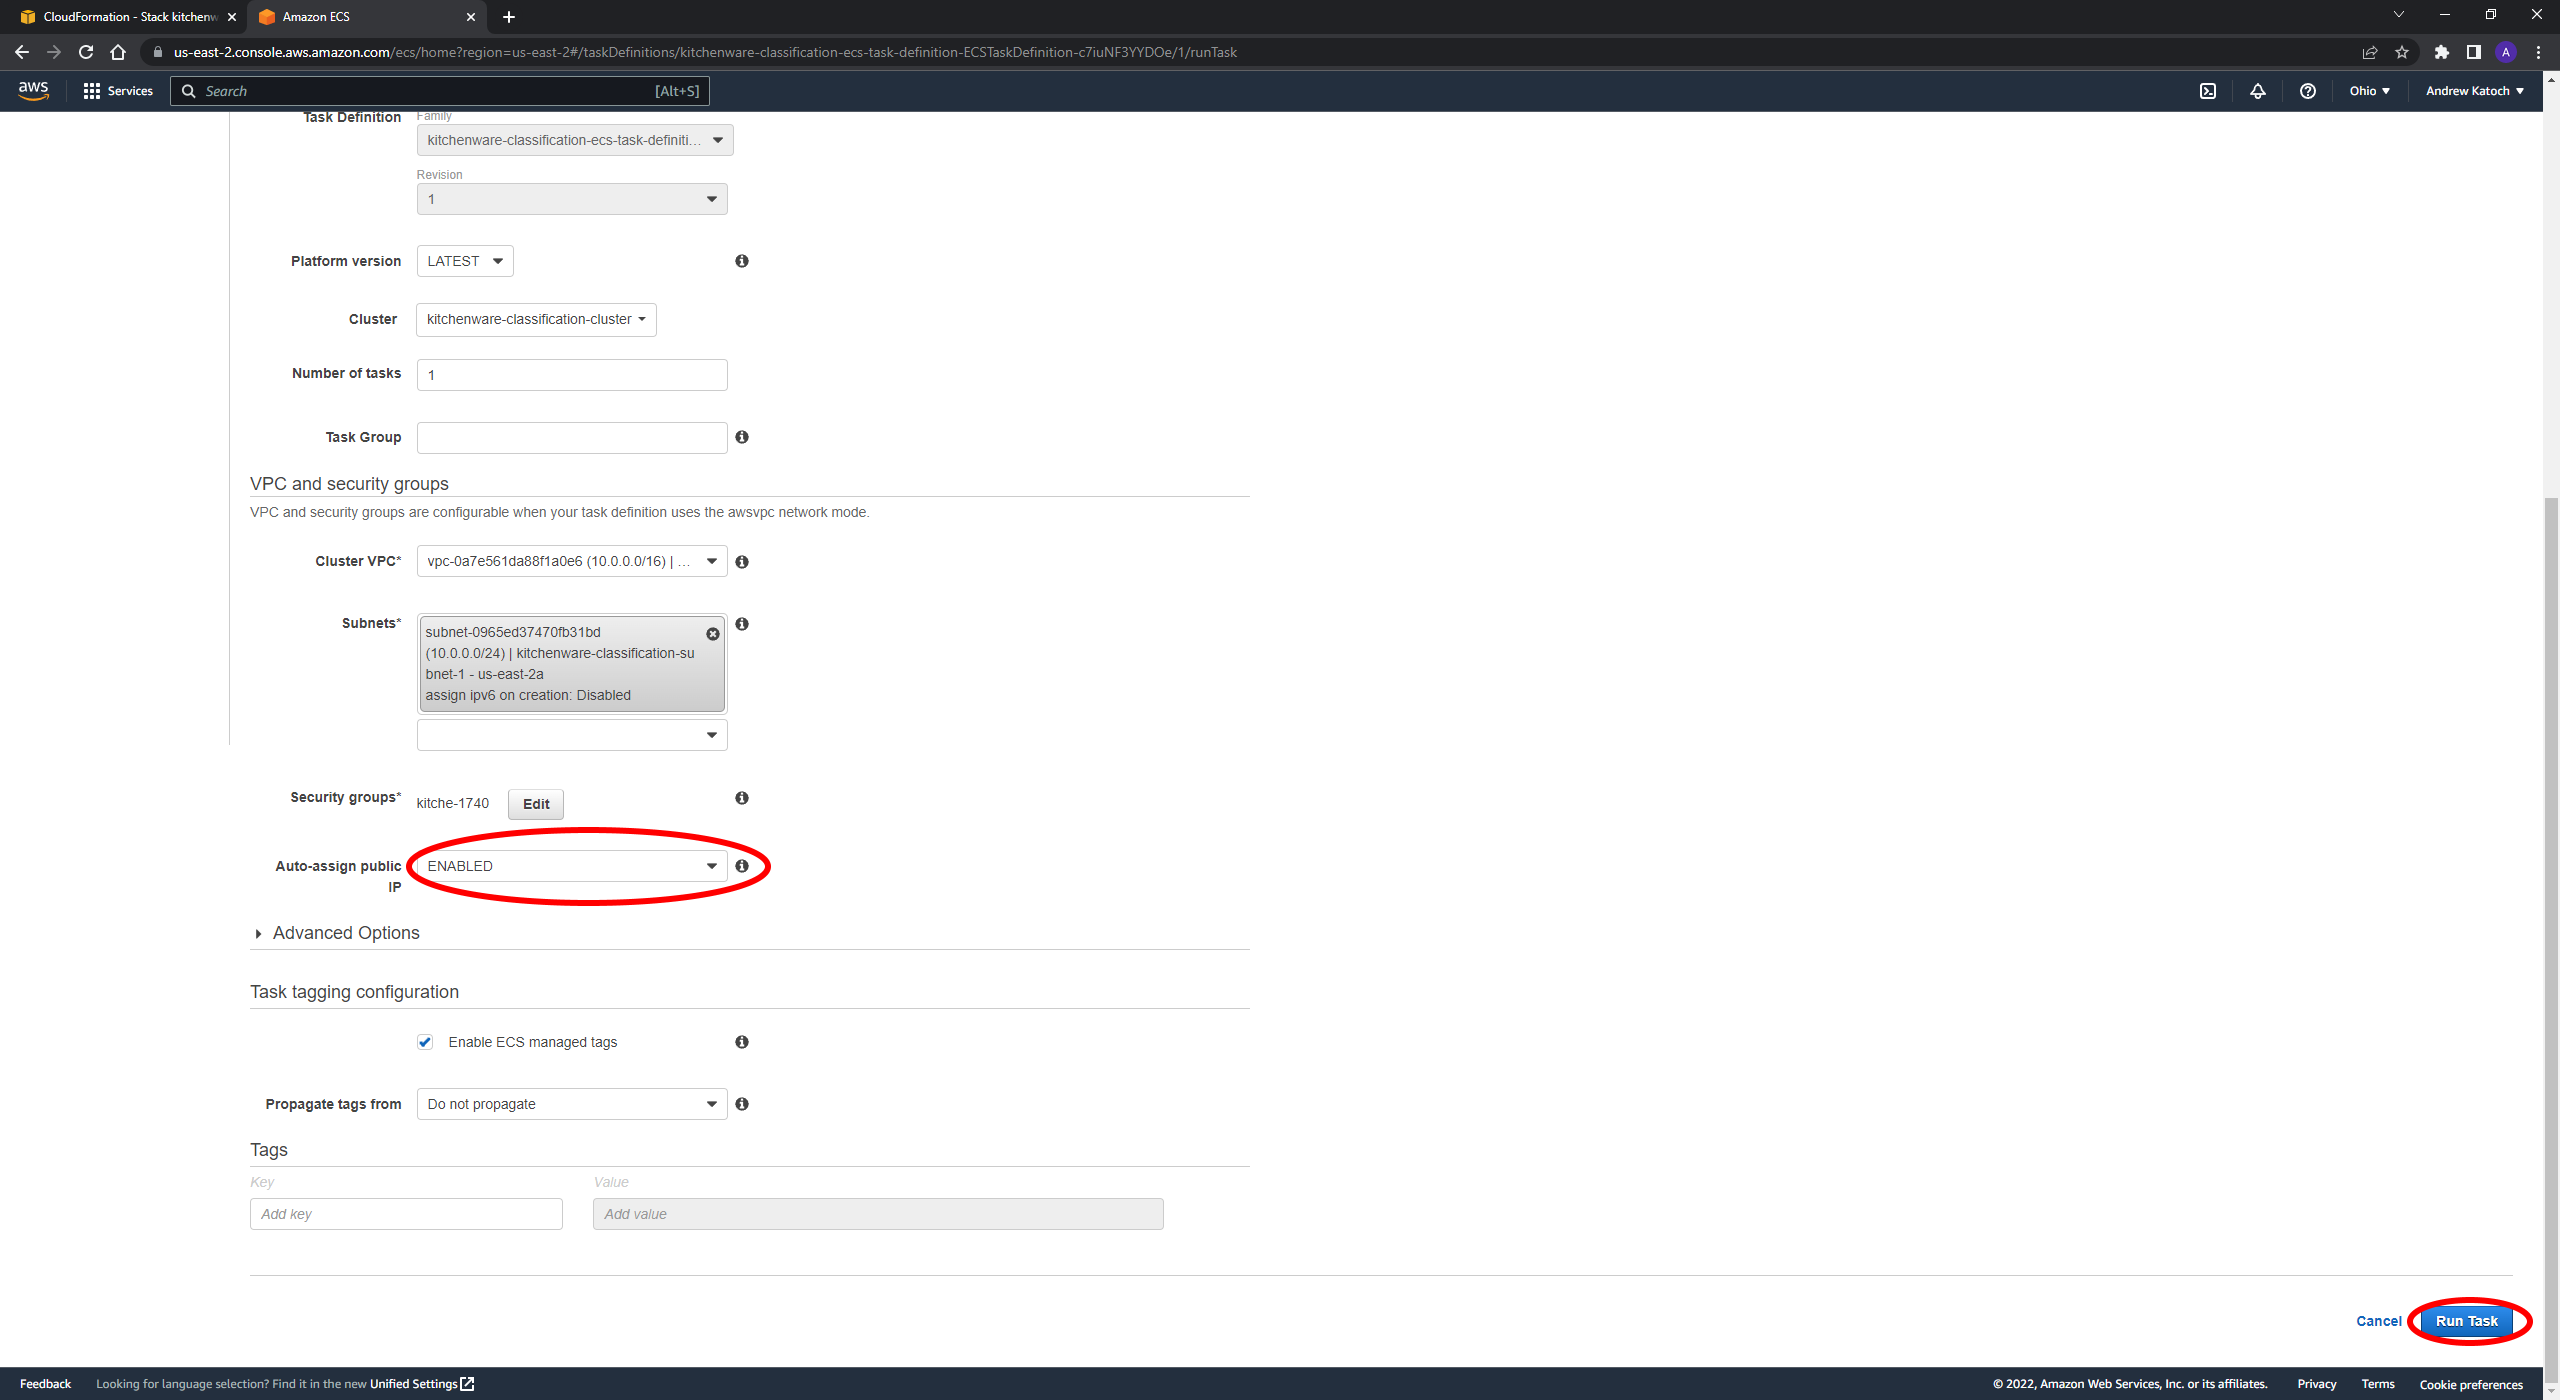 CloudFormation - Stack kitchenw
Amazon ECS
us-east-2.console.aws.amazon.com/ecs/home?region=us-east-2#/taskDefinitions/kitchenware-classification-ecs-task-definition-ECSTaskDefinition-c7iuNF3YYDOe/1/runTask
A
aws
Services
Search
[Alt+S]
Ohio
Andrew Katoch
Task Definition
Family
kitchenware-classification-ecs-task-definiti...
Revision
1
Platform version
LATEST
Cluster
kitchenware-classification-cluster
Number of tasks
1
Task Group
VPC and security groups
VPC and security groups are configurable when your task definition uses the awsvpc network mode.
Cluster VPC*
vpc-0a7e561da88f1a0e6 (10.0.0.0/16) | ...
Subnets*
subnet-0965ed37470fb31bd
(10.0.0.0/24) | kitchenware-classification-su
bnet-1 - us-east-2a
assign ipv6 on creation: Disabled
Security groups*
kitche-1740
Edit
Auto-assign public
IP
ENABLED
Advanced Options
Task tagging configuration
Enable ECS managed tags
Propagate tags from
Do not propagate
Tags
Key
Value
Add key
Add value
Cancel
Run Task
Feedback
Looking for language selection? Find it in the new Unified Settings
© 2022, Amazon Web Services, Inc. or its affiliates.
Privacy
Terms
Cookie preferences